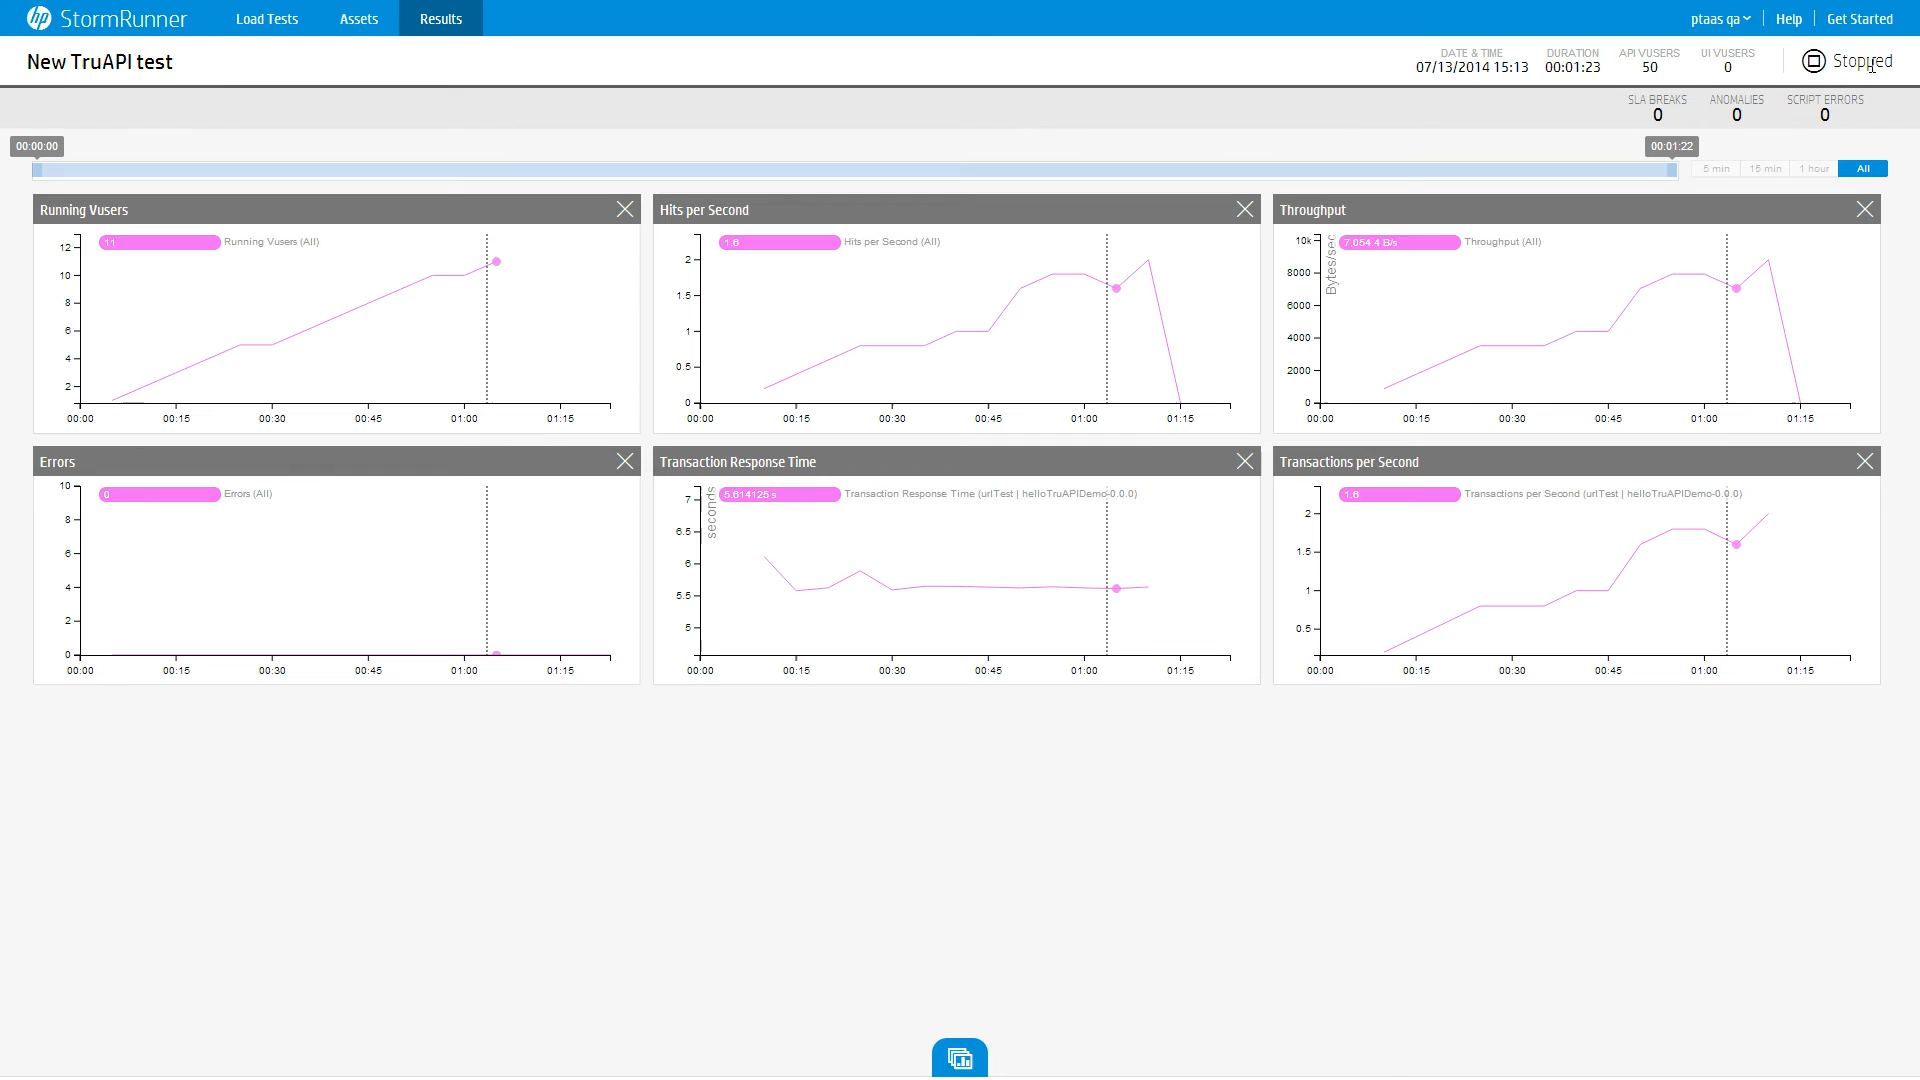 hp StormRunner Load Tests Assets Results ptaas qa Help Get Started
New TruAPI test
DATE & TIME DURATION API VUSERS UI VUSERS
07/13/2014 15:13 00:01:23 50 0 Stopped
SLA BREAKS ANOMALIES SCRIPT ERRORS
0 0 0
00:00:00 00:01:22
5 min 15 min 1 hour All
Running Vusers
11 Running Vusers (All)
12
10
8
6
4
2
00:00 00:15 00:30 00:45 01:00 01:15
Hits per Second
1.6 Hits per Second (All)
2
1.5
1
0.5
0
00:00 00:15 00:30 00:45 01:00 01:15
Throughput
7,054.4 B/s Throughput (All)
Bytes/sec
10k
8000
6000
4000
2000
0
00:00 00:15 00:30 00:45 01:00 01:15
Errors
0 Errors (All)
10
8
6
4
2
0
00:00 00:15 00:30 00:45 01:00 01:15
Transaction Response Time
5.614125 s Transaction Response Time (urlTest | helloTruAPIDemo-0.0.0)
seconds
7
6.5
6
5.5
5
00:00 00:15 00:30 00:45 01:00 01:15
Transactions per Second
1.6 Transactions per Second (urlTest | helloTruAPIDemo-0.0.0)
2
1.5
1
0.5
00:00 00:15 00:30 00:45 01:00 01:15